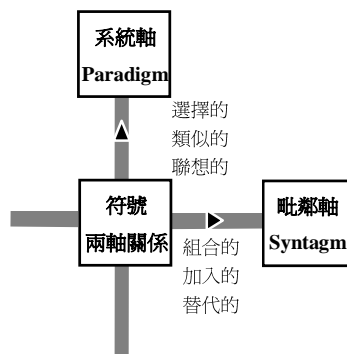 系統軸
Paradigm
選擇的
類似的
聯想的
符號
兩軸關係
毗鄰軸
Syntagm
組合的
加入的
替代的